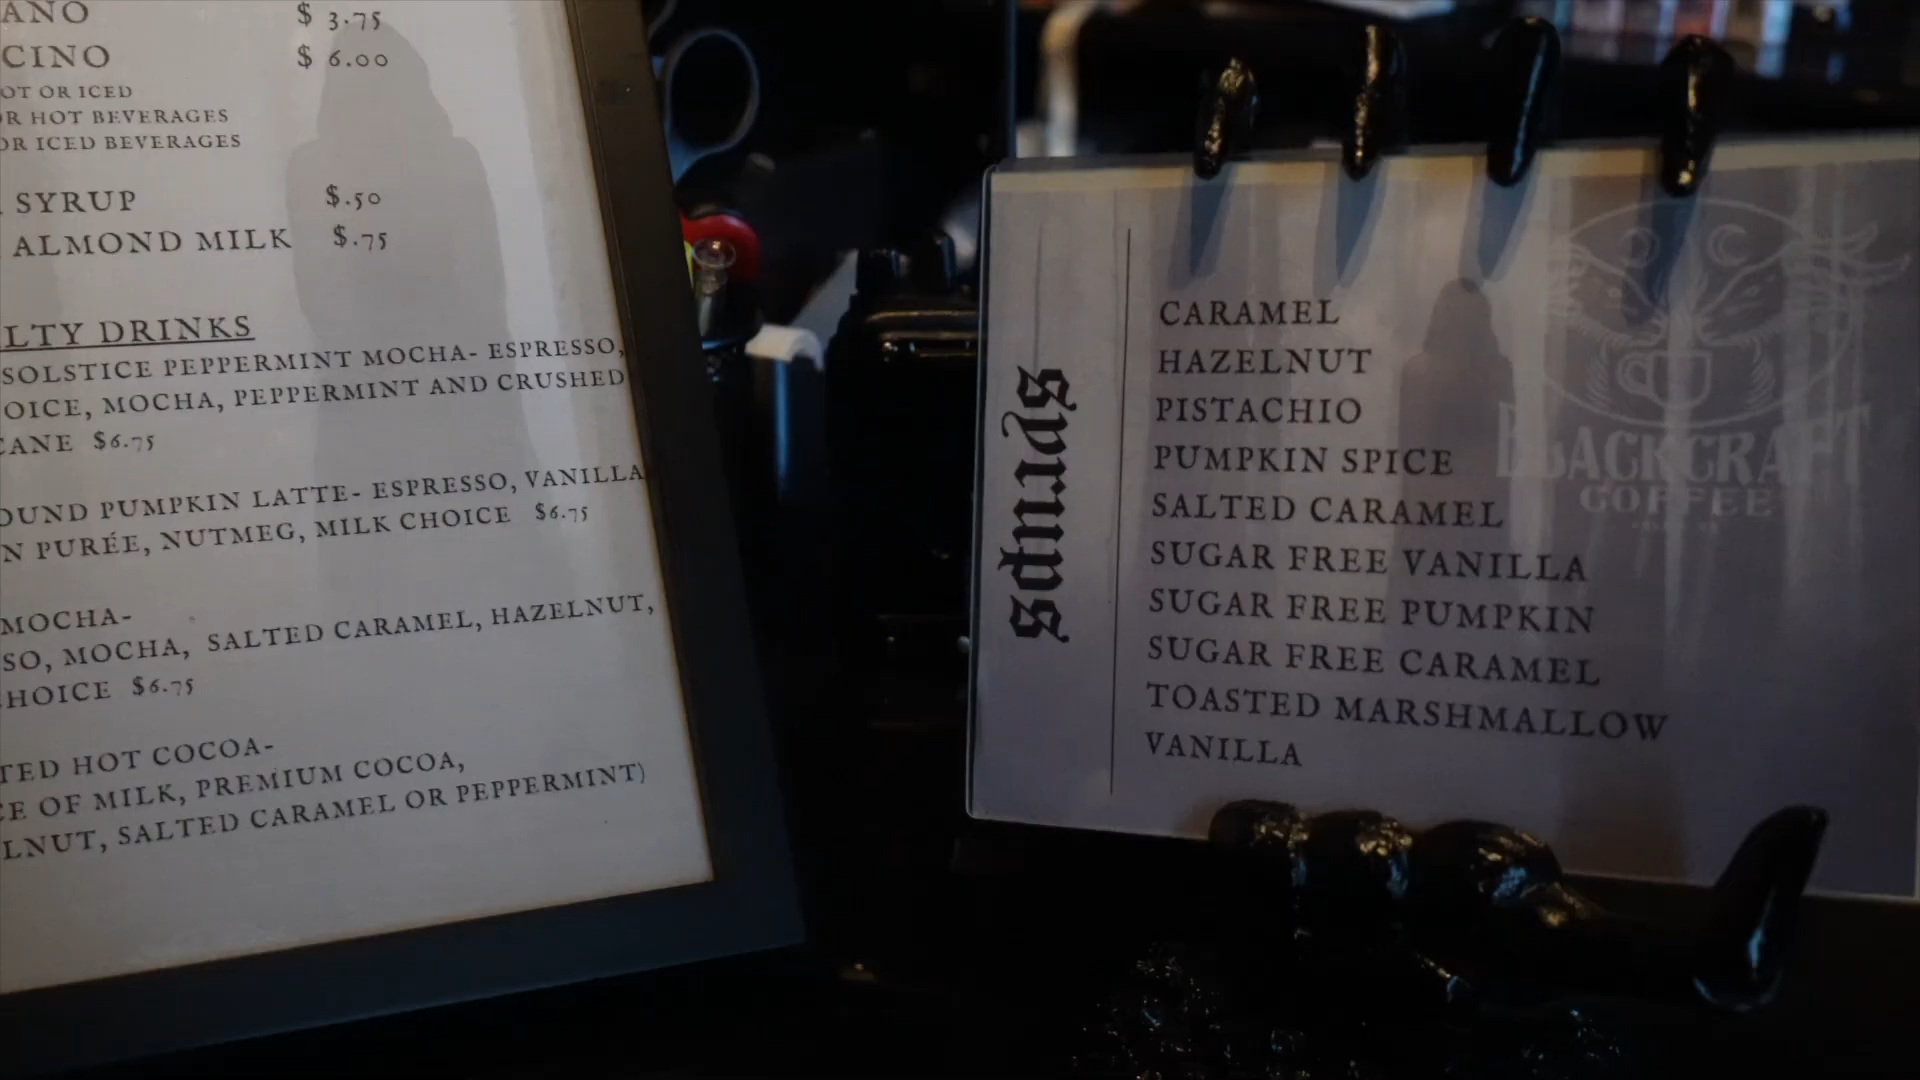 ANO $ 3.75
CINO $ 6.00
OT OR ICED
OR HOT BEVERAGES
OR ICED BEVERAGES
SYRUP $.50
ALMOND MILK $.75
LTY DRINKS
SOLSTICE PEPPERMINT MOCHA- ESPRESSO,
OICE, MOCHA, PEPPERMINT AND CRUSHED
CANE $6.75
OUND PUMPKIN LATTE- ESPRESSO, VANILLA
N PURÉE, NUTMEG, MILK CHOICE $6.75
MOCHA-
SO, MOCHA, SALTED CARAMEL, HAZELNUT,
HOICE $6.75
TED HOT COCOA-
CE OF MILK, PREMIUM COCOA,
LNUT, SALTED CARAMEL OR PEPPERMINT)
syrups
CARAMEL
HAZELNUT
PISTACHIO
PUMPKIN SPICE
SALTED CARAMEL
SUGAR FREE VANILLA
SUGAR FREE PUMPKIN
SUGAR FREE CARAMEL
TOASTED MARSHMALLOW
VANILLA
BLACKCRAFT
COFFEE